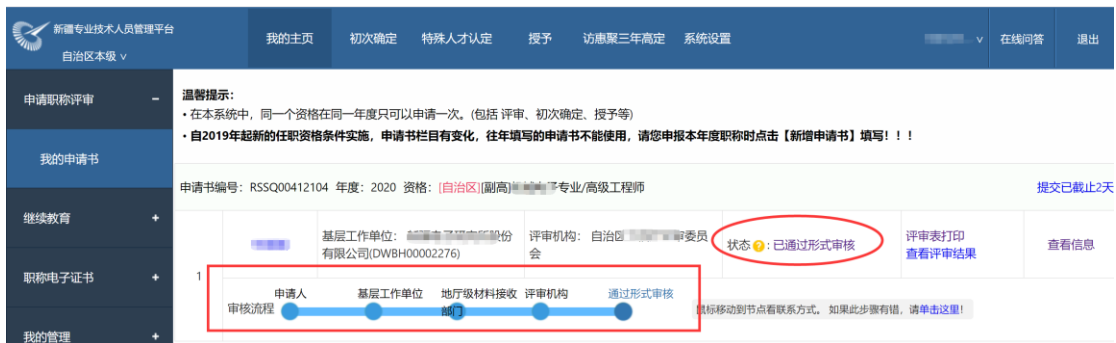 新疆专业技术人员管理平台
自治区本级 ∨
我的主页 初次确定 特殊人才认定 授予 访惠聚三年高定 系统设置 ∨ 在线问答 退出
申请职称评审 −
我的申请书
继续教育 +
职称电子证书 +
我的管理 +
温馨提示：
• 在本系统中，同一个资格在同一年度只可以申请一次。(包括 评审、初次确定、授予等)
• 自2019年起新的任职资格条件实施，申请书栏目有变化，往年填写的申请书不能使用，请您申报本年度职称时点击【新增申请书】填写！！！
申请书编号：RSSQ00412104 年度：2020 资格：[自治区][副高] 专业/高级工程师 提交已截止2天
1
基层工作单位： 股份
有限公司(DWBH00002276)
评审机构： 自治区 审委员
会
状态 ? : 已通过形式审核
评审表打印
查看评审结果
查看信息
审核流程
申请人 基层工作单位 地厅级材料接收 评审机构 通过形式审核
部门
鼠标移动到节点看联系方式。 如果此步骤有错，请单击这里!